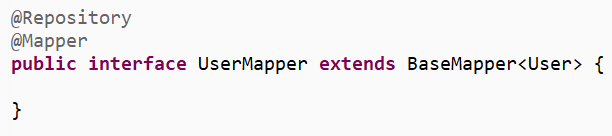 @Repository
@Mapper
public interface UserMapper extends BaseMapper<User> {
}